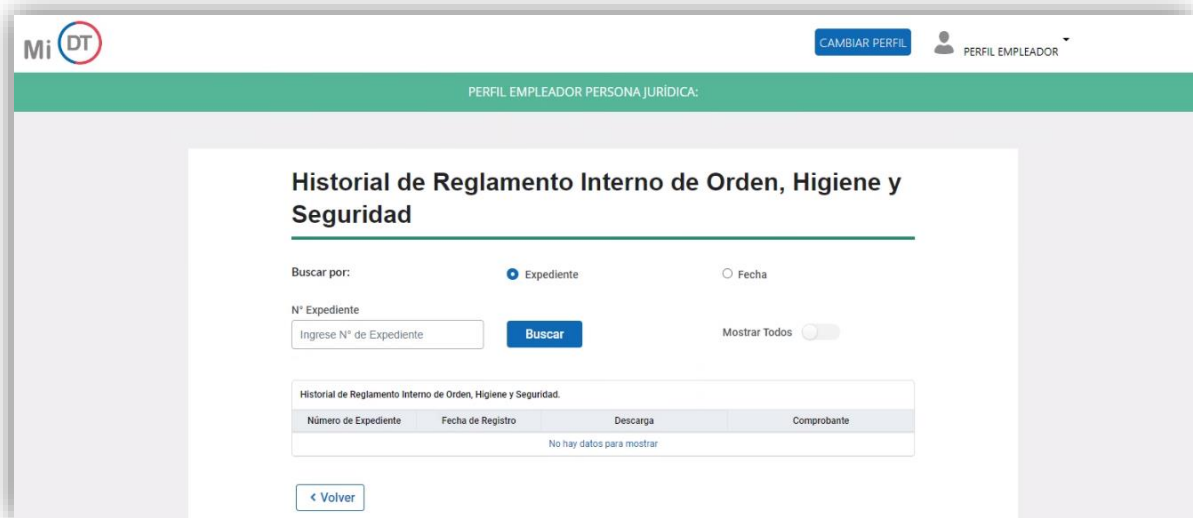 Mi DT
CAMBIAR PERFIL
PERFIL EMPLEADOR
PERFIL EMPLEADOR PERSONA JURÍDICA:
Historial de Reglamento Interno de Orden, Higiene y
Seguridad
Buscar por:
Expediente
Fecha
N° Expediente
Ingrese N° de Expediente
Buscar
Mostrar Todos
Historial de Reglamento Interno de Orden, Higiene y Seguridad.
Número de Expediente Fecha de Registro Descarga Comprobante
No hay datos para mostrar
< Volver